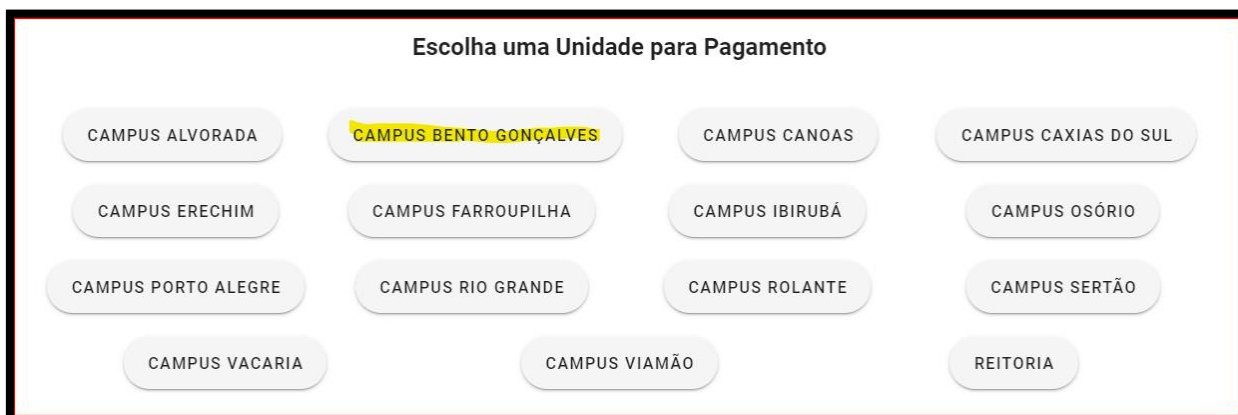 Escolha uma Unidade para Pagamento
CAMPUS ALVORADA
CAMPUS BENTO GONÇALVES
CAMPUS CANOAS
CAMPUS CAXIAS DO SUL
CAMPUS ERECHIM
CAMPUS FARROUPILHA
CAMPUS IBIRUBÁ
CAMPUS OSÓRIO
CAMPUS PORTO ALEGRE
CAMPUS RIO GRANDE
CAMPUS ROLANTE
CAMPUS SERTÃO
CAMPUS VACARIA
CAMPUS VIAMÃO
REITORIA